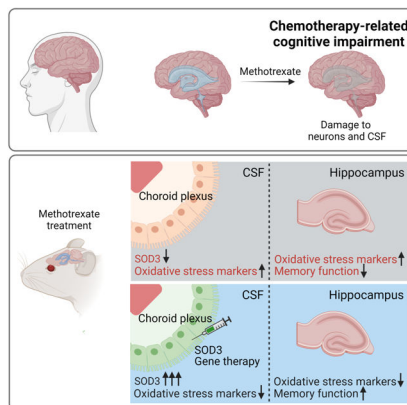 Chemotherapy-related
cognitive impairment
Methotrexate
Damage to
neurons and CSF
Methotrexate
treatment
CSF
Hippocampus
Choroid plexus
SOD3 ↓
Oxidative stress markers ↑
Oxidative stress markers ↑
Memory function ↓
CSF
Hippocampus
Choroid plexus
SOD3
Gene therapy
SOD3 ↑↑↑
Oxidative stress markers ↓
Oxidative stress markers ↓
Memory function ↑